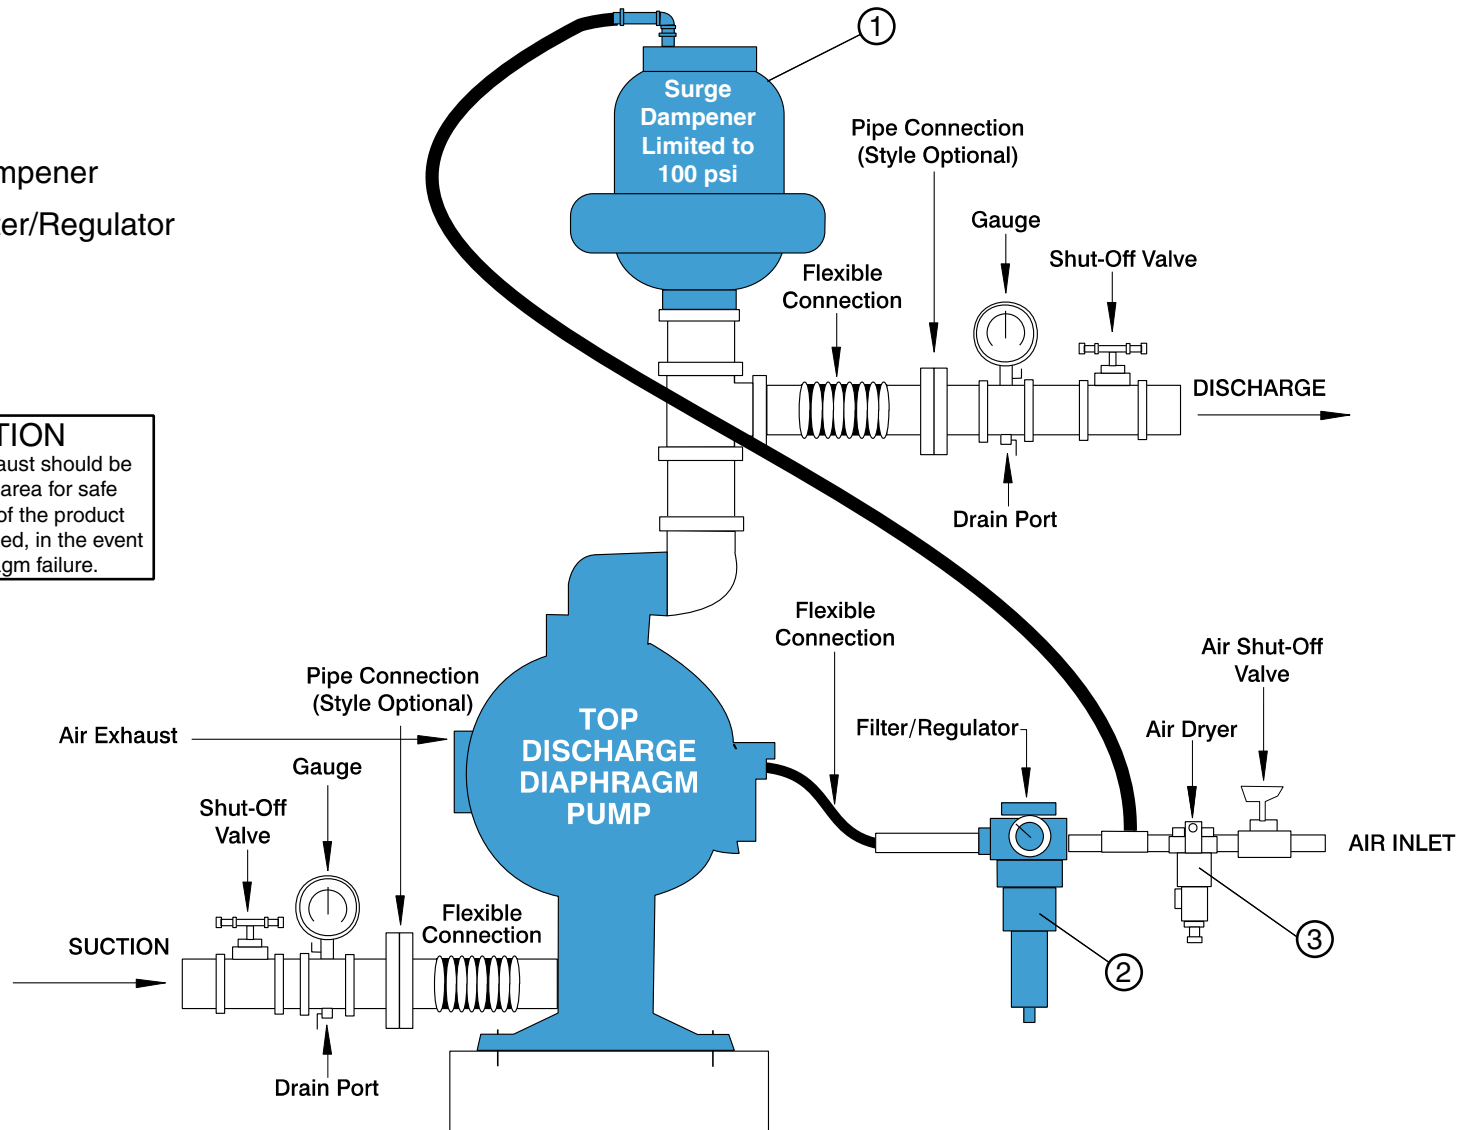 1
Surge
Dampener
Limited to
100 psi
Pipe Connection
(Style Optional)
mpener
er/Regulator
Gauge
Shut-Off Valve
Flexible
Connection
DISCHARGE
TION
aust should be
area for safe
of the product
ed, in the event
gm failure.
Drain Port
Flexible
Connection
Air Shut-Off
Valve
Pipe Connection
(Style Optional)
Air Exhaust
TOP
DISCHARGE
DIAPHRAGM
PUMP
Filter/Regulator
Air Dryer
Gauge
Shut-Off
Valve
AIR INLET
Flexible
Connection
SUCTION
3
2
Drain Port